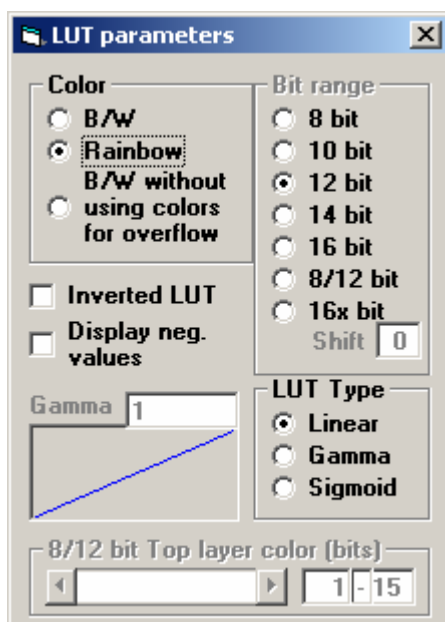 LUT parameters
Color
B/W
Rainbow
B/W without
using colors
for overflow
Bit range
8 bit
10 bit
12 bit
14 bit
16 bit
8/12 bit
16x bit
Shift 0
Inverted LUT
Display neg.
values
Gamma 1
LUT Type
Linear
Gamma
Sigmoid
8/12 bit Top layer color (bits)
1 - 15